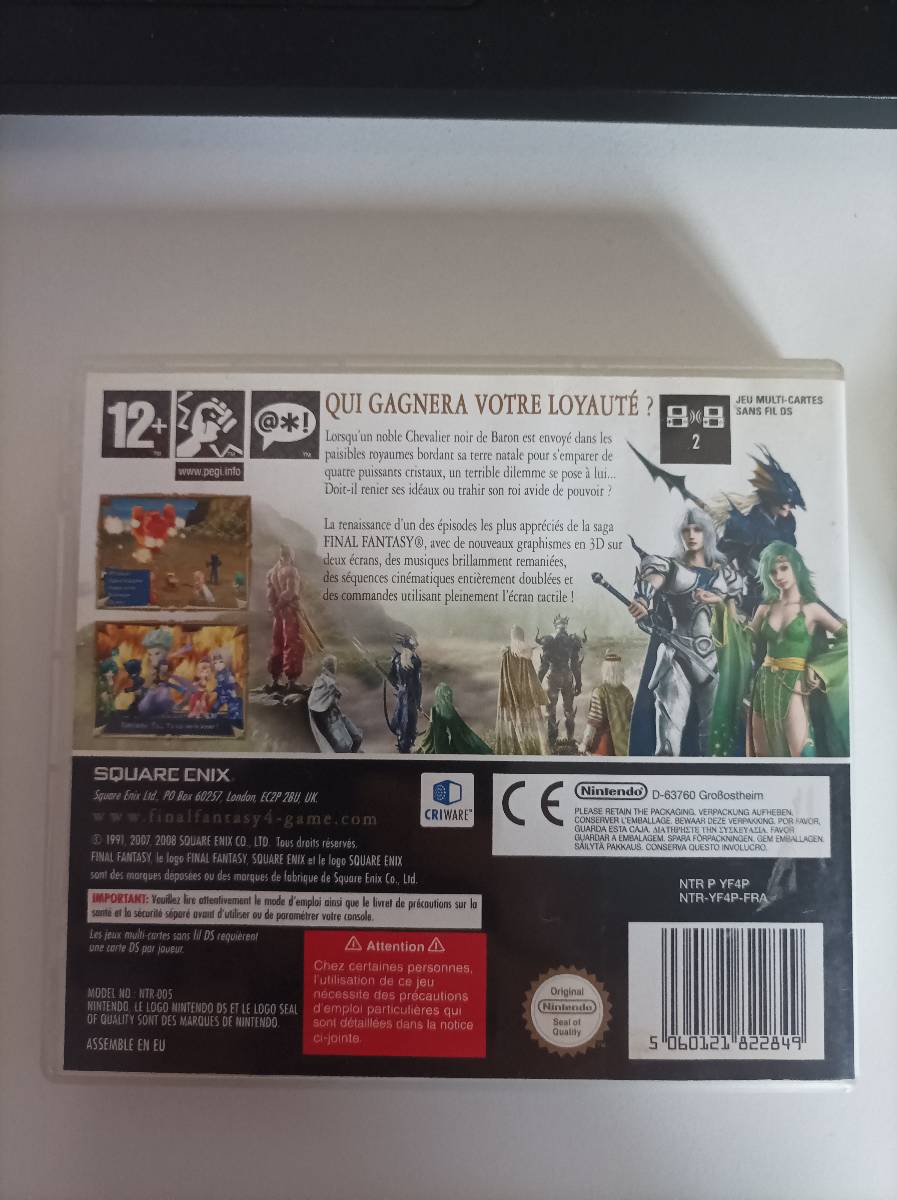 12+
www.pegi.info
@*!
QUI GAGNERA VOTRE LOYAUTÉ ?
2
JEU MULTI-CARTES
SANS FIL DS
Lorsqu'un noble Chevalier noir de Baron est envoyé dans les
paisibles royaumes bordant sa terre natale pour s'emparer de
quatre puissants cristaux, un terrible dilemme se pose à lui...
Doit-il renier ses idéaux ou trahir son roi avide de pouvoir ?
La renaissance d'un des épisodes les plus appréciés de la saga
FINAL FANTASY®, avec de nouveaux graphismes en 3D sur
deux écrans, des musiques brillamment remaniées,
des séquences cinématiques entièrement doublées et
des commandes utilisant pleinement l'écran tactile !
SQUARE ENIX
Square Enix Ltd, PO Box 60257, London, EC2P 2BU, UK.
www.finalfantasy4-game.com
© 1991, 2007, 2008 SQUARE ENIX CO., LTD. Tous droits réservés.
FINAL FANTASY, le logo FINAL FANTASY, SQUARE ENIX et le logo SQUARE ENIX
sont des marques déposées ou des marques de fabrique de Square Enix Co., Ltd.
CRIWARE™
CE
Nintendo D-63760 Großostheim
PLEASE RETAIN THE PACKAGING. VERPACKUNG AUFHEBEN.
CONSERVER L'EMBALLAGE. BEWAAR DEZE VERPAKKING. POR FAVOR,
GUARDA ESTA CAJA. ΔΙΑΤΗΡΗΣΤΕ ΤΗΝ ΣΥΣΚΕΥΑΣΙΑ. FAVOR
GUARDAR A EMBALAGEM. SPARA FÖRPACKNINGEN. GEM EMBALLAGEN.
SÄILYTÄ PAKKAUS. CONSERVA QUESTO INVOLUCRO.
NTR P YF4P
NTR-YF4P-FRA
IMPORTANT: Veuillez lire attentivement le mode d'emploi ainsi que le livret de précautions sur la
santé et la sécurité séparé avant d'utiliser ou de paramétrer votre console.
Les jeux multi-cartes sans fil DS requièrent
une carte DS par joueur.
⚠ Attention ⚠
Chez certaines personnes,
l'utilisation de ce jeu
nécessite des précautions
d'emploi particulières qui
sont détaillées dans la notice
ci-jointe.
MODEL NO : NTR-005
NINTENDO, LE LOGO NINTENDO DS ET LE LOGO SEAL
OF QUALITY SONT DES MARQUES DE NINTENDO.
ASSEMBLE EN EU
Original
Nintendo
Seal of
Quality
5 060121 822849